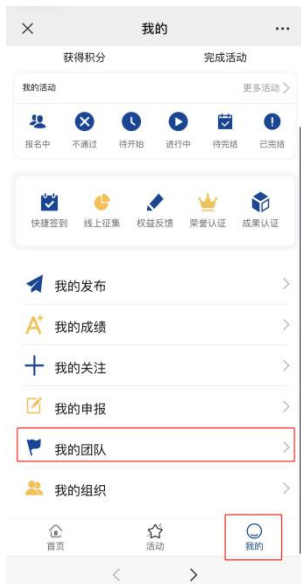 我的
获得积分 完成活动
我的活动 更多活动
报名中 不通过 待开始 进行中 待完结 已完结
快捷签到 线上征集 权益反馈 荣誉认证 成果认证
我的发布
A+ 我的成绩
我的关注
我的申报
我的团队
我的组织
首页 活动 我的